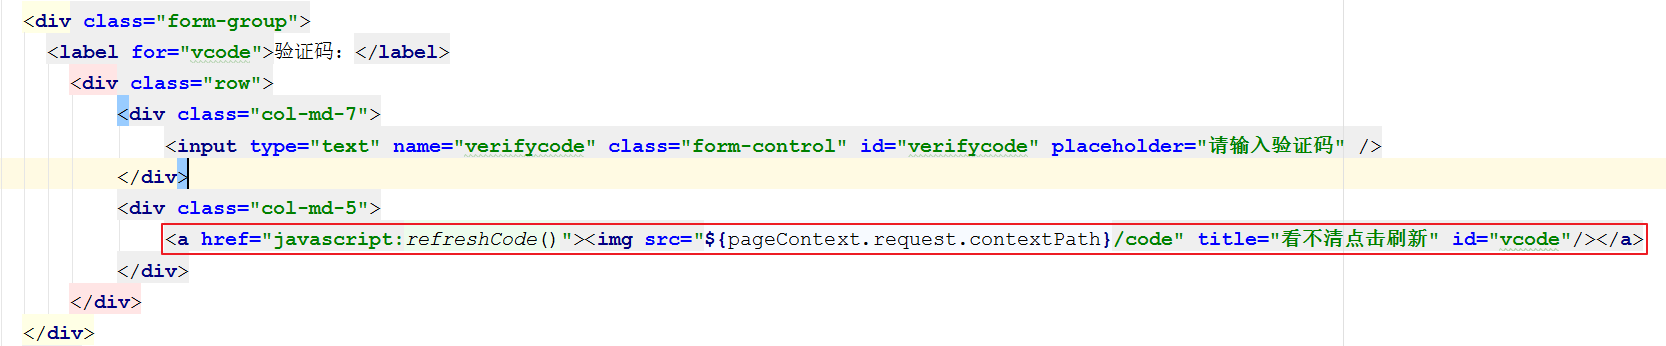 <div class="form-group">
<label for="vcode">验证码：</label>
<div class="row">
<div class="col-md-7">
<input type="text" name="verifycode" class="form-control" id="verifycode" placeholder="请输入验证码" />
</div>
<div class="col-md-5">
<a href="javascript:refreshCode()"><img src="${pageContext.request.contextPath}/code" title="看不清点击刷新" id="vcode"/></a>
</div>
</div>
</div>